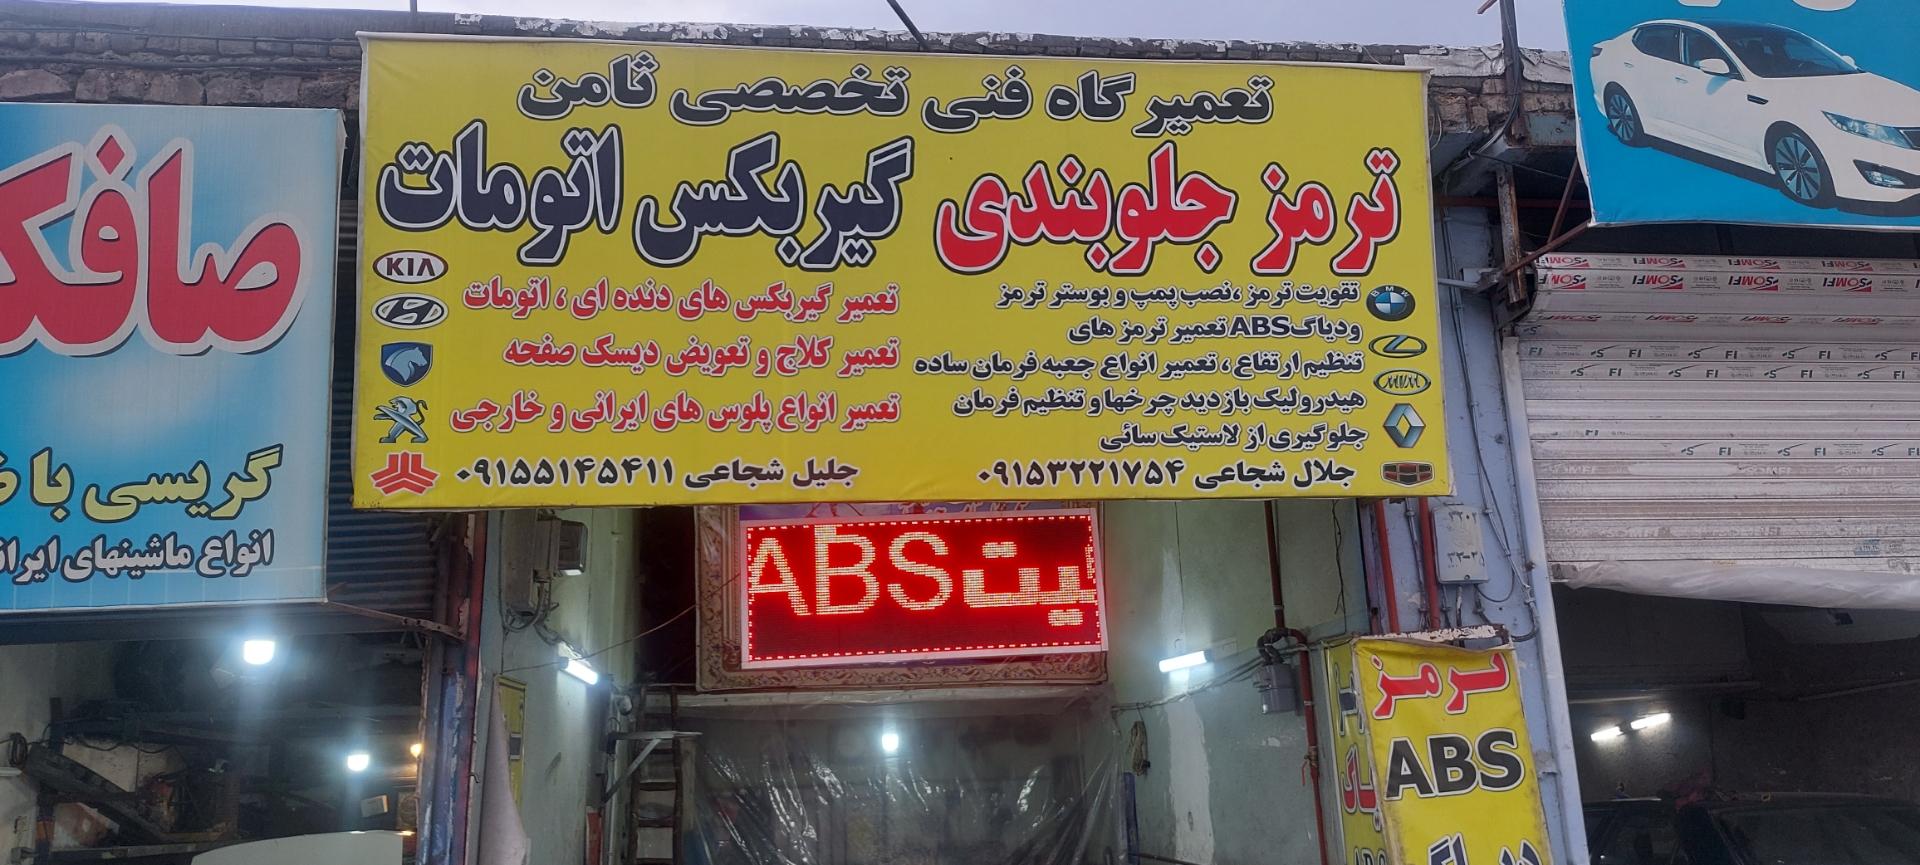 تعمیرگاه فنی تخصصی ثامن
ترمز جلوبندی گیربکس اتومات
تقویت ترمز ،نصب پمپ و بوستر ترمز
ودیاگABSتعمیر ترمز های
تنظیم ارتفاع ، تعمیر انواع جعبه فرمان ساده
هیدرولیک بازدید چرخها و تنظیم فرمان
جلوگیری از لاستیک سائی
جلال شجاعی ۰۹۱۵۳۲۲۱۷۵۴
تعمیر گیربکس های دنده ای ، اتومات
تعمیر کلاج و تعویض دیسک صفحه
تعمیر انواع پلوس های ایرانی و خارجی
جلیل شجاعی ۰۹۱۵۵۱۴۵۴۱۱
BMW
KIA
ABS
ترمز
ABS
صافک
گریسی با
انواع ماشینهای ایرا
SOMFI